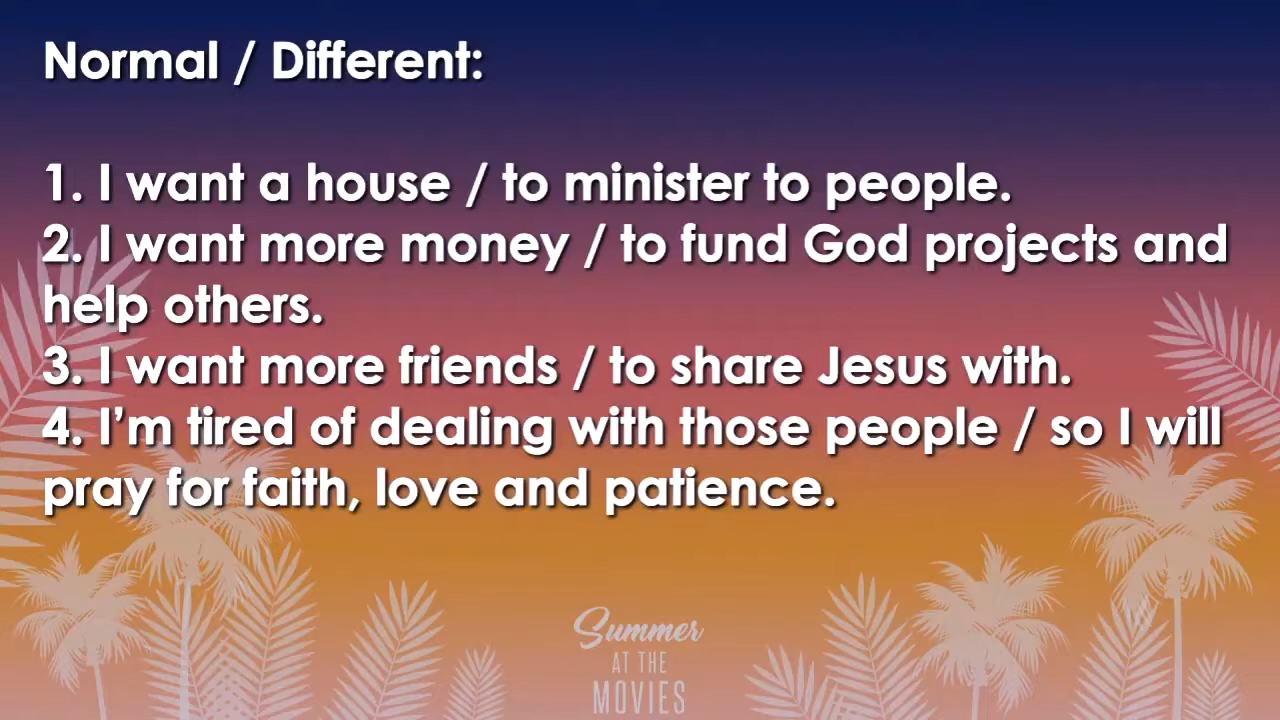 Normal / Different:
1. I want a house / to minister to people.
2. I want more money / to fund God projects and
help others.
3. I want more friends / to share Jesus with.
4. I’m tired of dealing with those people / so I will
pray for faith, love and patience.
Summer
AT THE
MOVIES